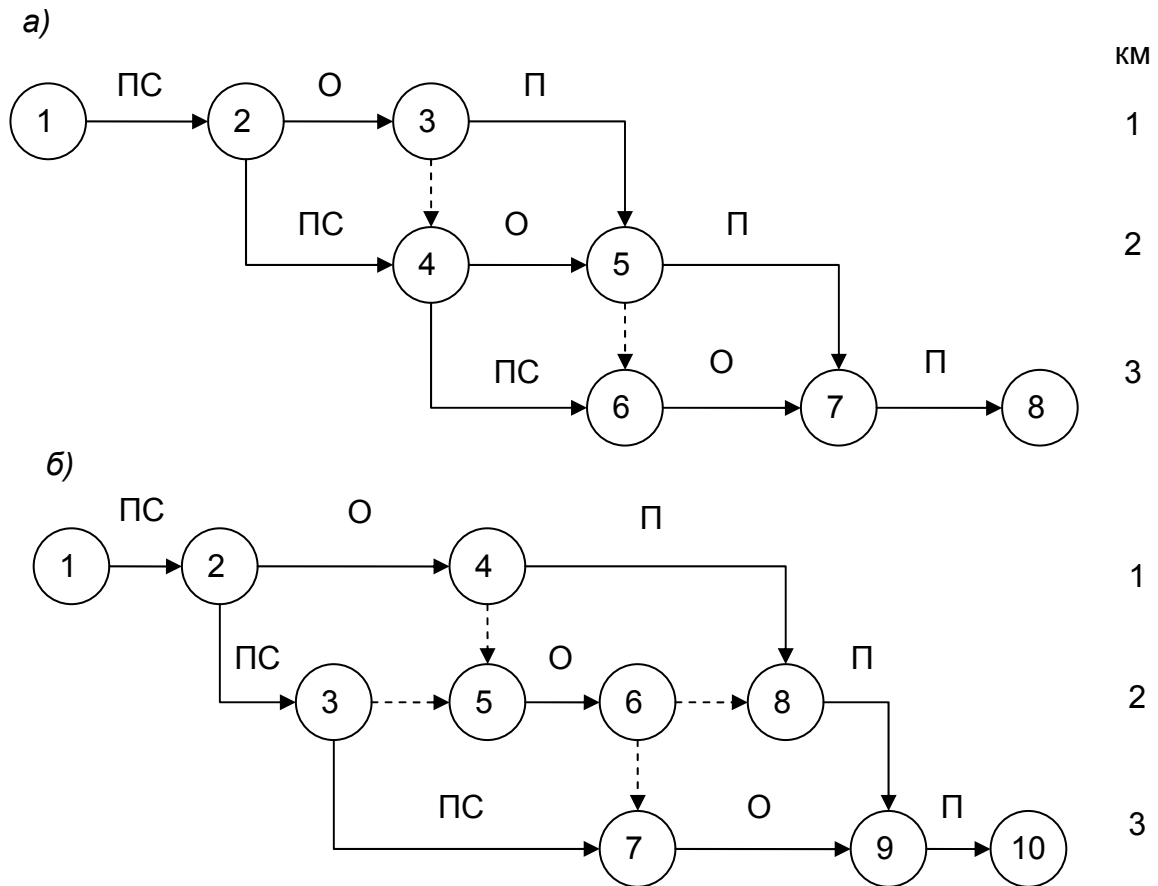 а)
км
ПС О П
1 2 3 1
ПС О П
4 5 2
ПС О П
6 7 8 3
б)
ПС О П
1 2 4 1
ПС О П
3 5 6 8 2
ПС О П
7 9 10 3